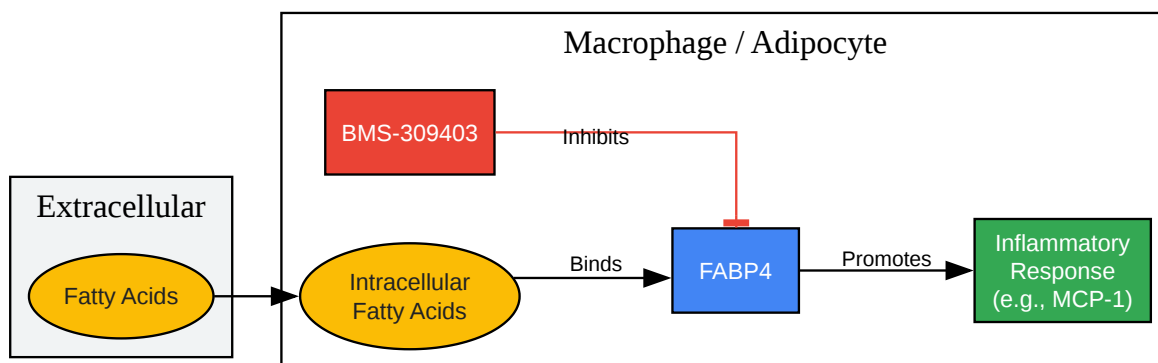 Macrophage / Adipocyte
BMS-309403
Inhibits
Extracellular
Fatty Acids
Intracellular
Fatty Acids
Binds
FABP4
Promotes
Inflammatory
Response
(e.g., MCP-1)